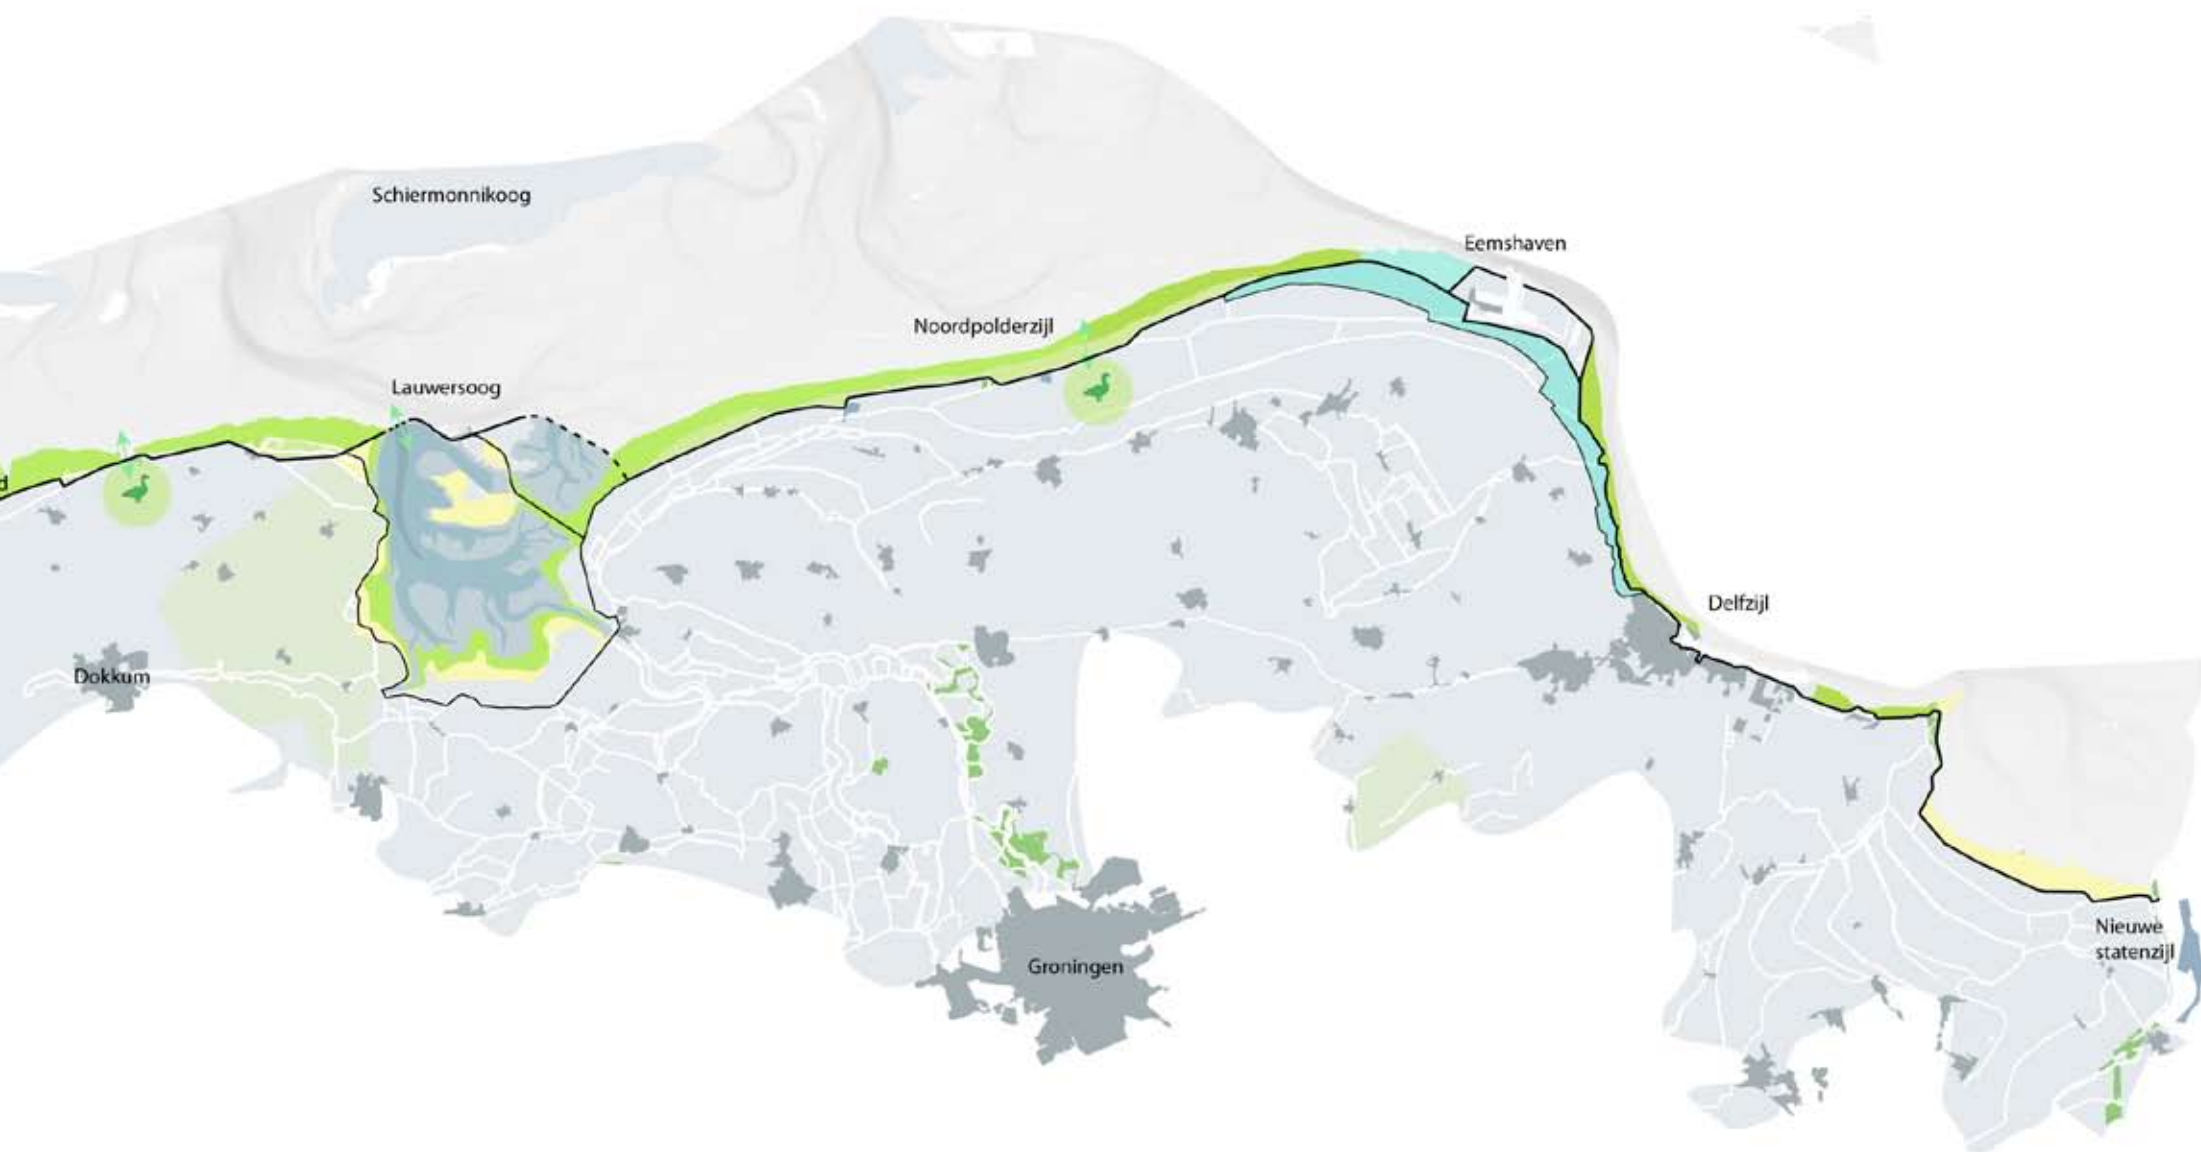 Schiermonnikoog
Eemshaven
Noordpolderzijl
Lauwersoog
d
Delfzijl
Dokkum
Nieuwe
statenzijl
Groningen